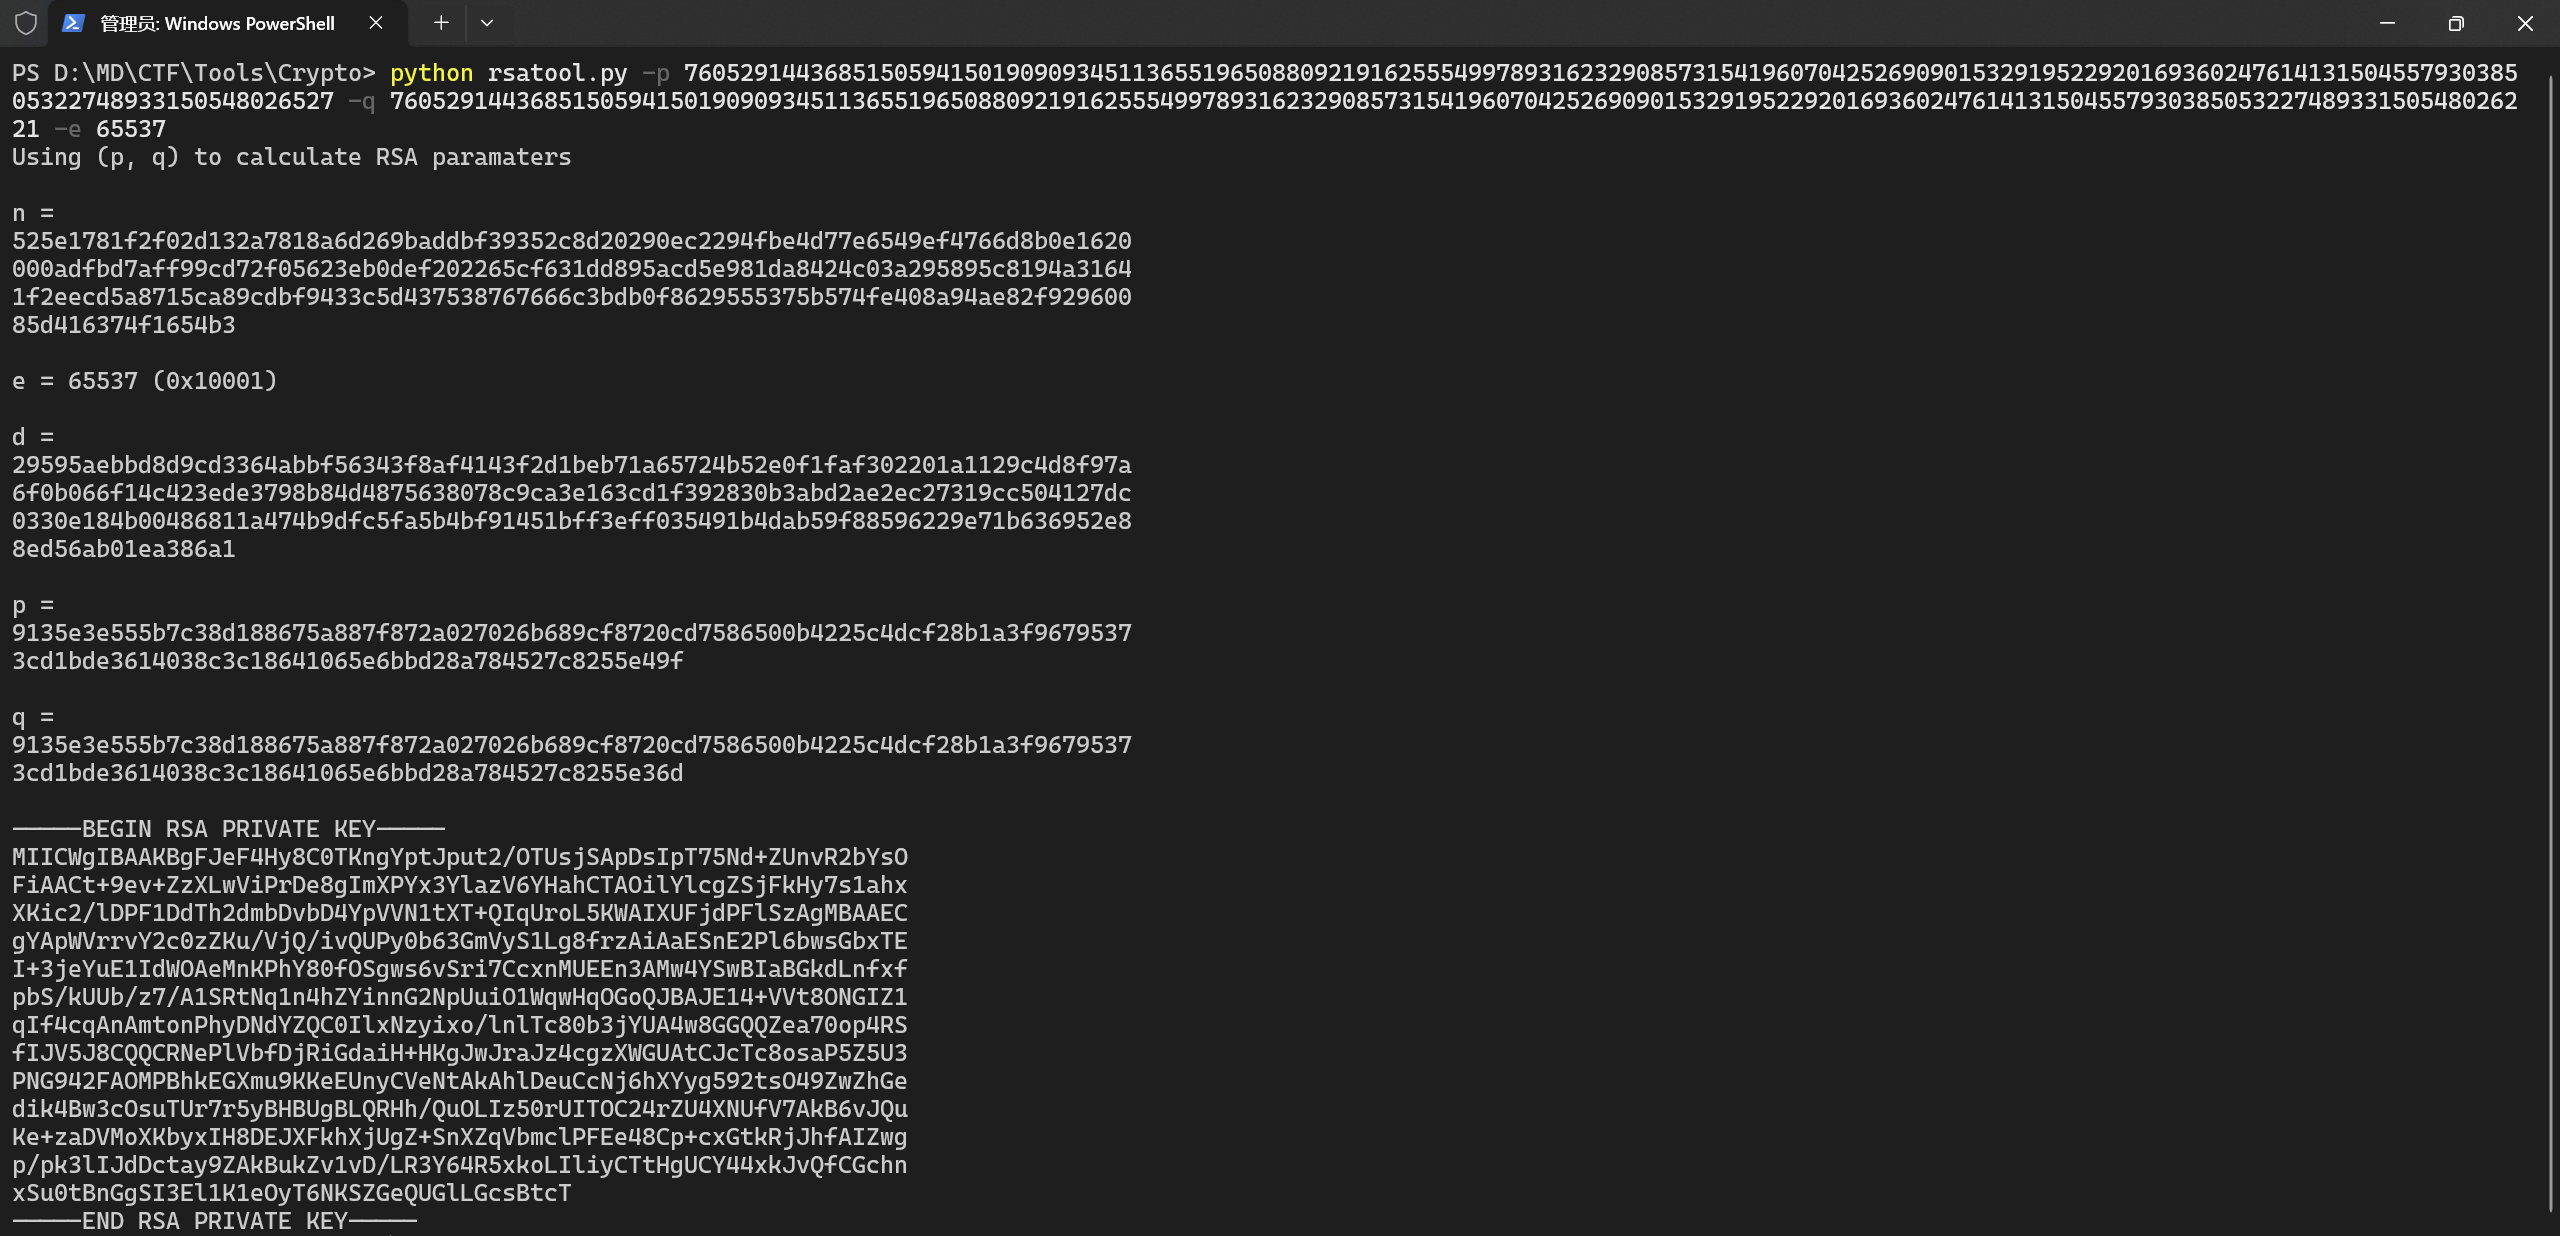 管理员: Windows PowerShell
PS D:\MD\CTF\Tools\Crypto> python rsatool.py -p 7605291443685150594150190909345113655196508809219162555499789316232908573154196070425269090153291952292016936024761413150455793038505322748933150548026527 -q 7605291443685150594150190909345113655196508809219162555499789316232908573154196070425269090153291952292016936024761413150455793038505322748933150548026221 -e 65537
Using (p, q) to calculate RSA paramaters
n =
525e1781f2f02d132a7818a6d269baddbf39352c8d20290ec2294fbe4d77e6549ef4766d8b0e1620
000adfbd7aff99cd72f05623eb0def202265cf631dd895acd5e981da8424c03a295895c8194a3164
1f2eecd5a8715ca89cdbf9433c5d437538767666c3bdb0f8629555375b574fe408a94ae82f929600
85d416374f1654b3
e = 65537 (0x10001)
d =
29595aebbd8d9cd3364abbf56343f8af4143f2d1beb71a65724b52e0f1faf302201a1129c4d8f97a
6f0b066f14c423ede3798b84d4875638078c9ca3e163cd1f392830b3abd2ae2ec27319cc504127dc
0330e184b00486811a474b9dfc5fa5b4bf91451bff3eff035491b4dab59f88596229e71b636952e8
8ed56ab01ea386a1
p =
9135e3e555b7c38d188675a887f872a027026b689cf8720cd7586500b4225c4dcf28b1a3f9679537
3cd1bde3614038c3c18641065e6bbd28a784527c8255e49f
q =
9135e3e555b7c38d188675a887f872a027026b689cf8720cd7586500b4225c4dcf28b1a3f9679537
3cd1bde3614038c3c18641065e6bbd28a784527c8255e36d
-----BEGIN RSA PRIVATE KEY-----
MIICWgIBAAKBgFJeF4Hy8C0TKngYptJput2/OTUsjSApDsIpT75Nd+ZUnvR2bYsO
FiAACt+9ev+ZzXLwViPrDe8gImXPYx3YlazV6YHahCTAOilYlcgZSjFkHy7s1ahx
XKic2/lDPF1DdTh2dmbDvbD4YpVVN1tXT+QIqUroL5KWAIXUFjdPFlSzAgMBAAEC
gYApWVrrvY2c0zZKu/VjQ/ivQUPy0b63GmVyS1Lg8frzAiAaESnE2Pl6bwsGbxTE
I+3jeYuE1IdWOAeMnKPhY80fOSgws6vSri7CcxnMUEEn3AMw4YSwBIaBGkdLnfxf
pbS/kUUb/z7/A1SRtNq1n4hZYinnG2NpUuiO1WqwHqOGoQJBAJE14+VVt8ONGIZ1
qIf4cqAnAmtonPhyDNdYZQC0IlxNzyixo/lnlTc80b3jYUA4w8GGQQZea70op4RS
fIJV5J8CQQCRNePlVbfDjRiGdaiH+HKgJwJraJz4cgzXWGUAtCJcTc8osaP5Z5U3
PNG942FAOMPBhkEGXmu9KKeEUnyCVeNtAkAhlDeuCcNj6hXYyg592tsO49ZwZhGe
dik4Bw3cOsuTUr7r5yBHBUgBLQRHh/QuOLIz50rUITOC24rZU4XNUfV7AkB6vJQu
Ke+zaDVMoXKbyxIH8DEJXFkhXjUgZ+SnXZqVbmclPFEe48Cp+cxGtkRjJhfAIZwg
p/pk3lIJdDctay9ZAkBukZv1vD/LR3Y64R5xkoLIliyCTtHgUCY44xkJvQfCGchn
xSu0tBnGgSI3El1K1eOyT6NKSZGeQUGlLGcsBtcT
-----END RSA PRIVATE KEY-----